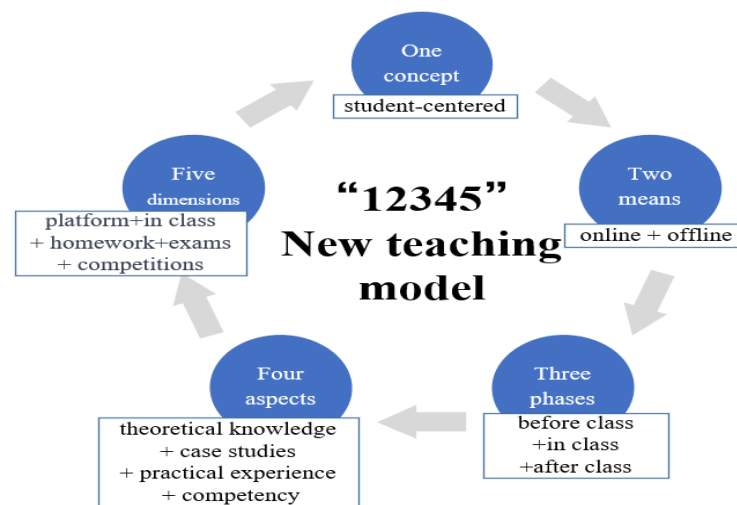 One
concept
student-centered
Two
means
online + offline
Three
phases
before class
+in class
+after class
Four
aspects
theoretical knowledge
+ case studies
+ practical experience
+ competency
Five
dimensions
platform+in class
+ homework+exams
+ competitions
“12345”
New teaching
model